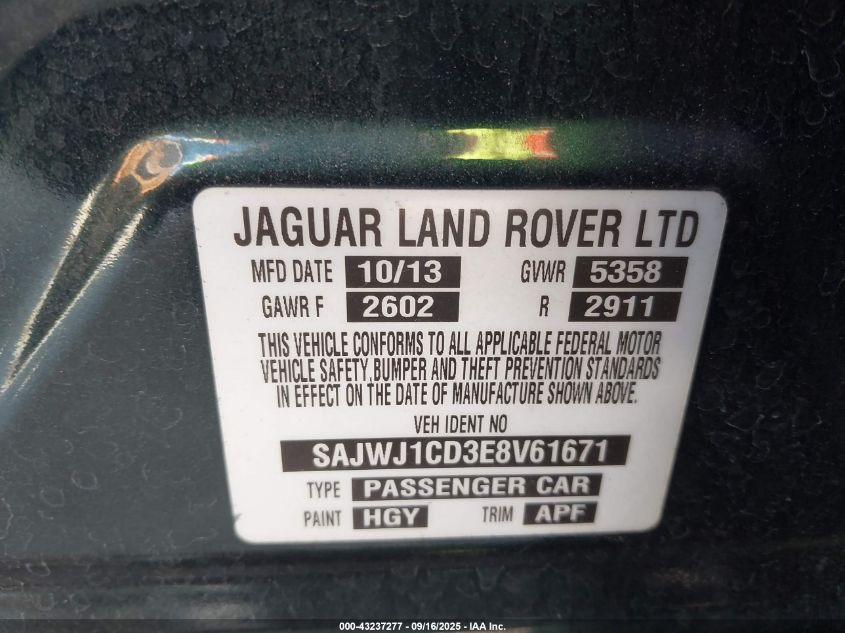 JAGUAR LAND ROVER LTD
MFD DATE 10/13 GVWR 5358
GAWR F 2602 R 2911
THIS VEHICLE CONFORMS TO ALL APPLICABLE FEDERAL MOTOR
VEHICLE SAFETY BUMPER AND THEFT PREVENTION STANDARDS
IN EFFECT ON THE DATE OF MANUFACTURE SHOWN ABOVE.
VEH IDENT NO
SAJWJ1CD3E8V61671
TYPE PASSENGER CAR
PAINT HGY TRIM APF
000-43237277 - 09/16/2025 - IAA Inc.